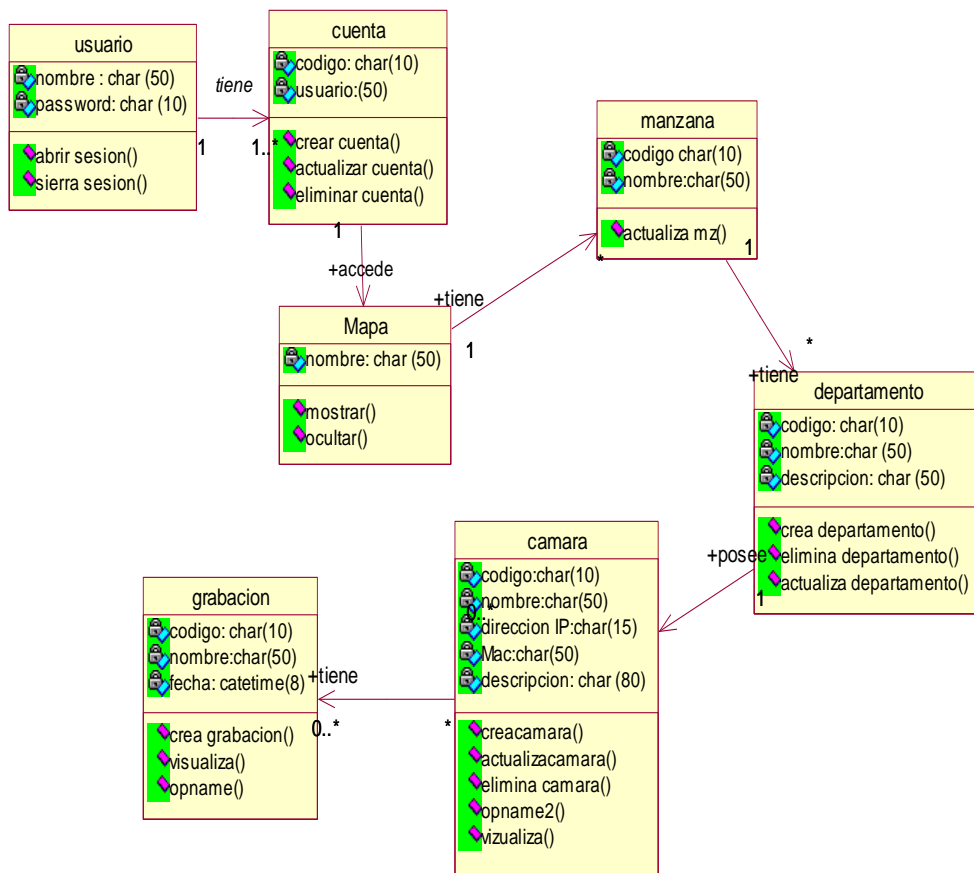 usuario
nombre : char (50)
password: char (10)
abrir sesion()
sierra sesion()
tiene
1
1..*
cuenta
codigo: char(10)
usuario:(50)
crear cuenta()
actualizar cuenta()
eliminar cuenta()
1
+accede
Mapa
nombre: char (50)
mostrar()
ocultar()
+tiene
1
*
manzana
codigo char(10)
nombre:char(50)
actualiza mz()
1
*
+tiene
departamento
codigo: char(10)
nombre:char (50)
descripcion: char (50)
crea departamento()
elimina departamento()
actualiza departamento()
1
+posee
0..*
camara
codigo:char(10)
nombre:char(50)
direccion IP:char(15)
Mac:char(50)
descripcion: char (80)
creacamara()
actualizacamara()
elimina camara()
opname2()
vizualiza()
*
+tiene
0..*
grabacion
codigo: char(10)
nombre:char(50)
fecha: catetime(8)
crea grabacion()
visualiza()
opname()